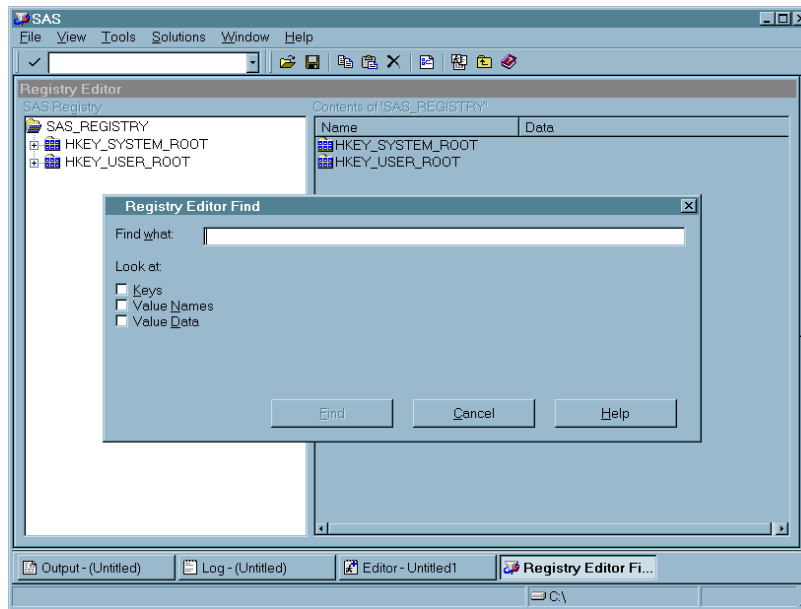 SAS
File View Tools Solutions Window Help
Registry Editor
SAS Registry
Contents of 'SAS_REGISTRY'
SAS_REGISTRY
HKEY_SYSTEM_ROOT
HKEY_USER_ROOT
Name Data
HKEY_SYSTEM_ROOT
HKEY_USER_ROOT
Registry Editor Find
Find what:
Look at:
Keys
Value Names
Value Data
Find Cancel Help
Output - (Untitled) Log - (Untitled) Editor - Untitled1 Registry Editor Fi...
C:\